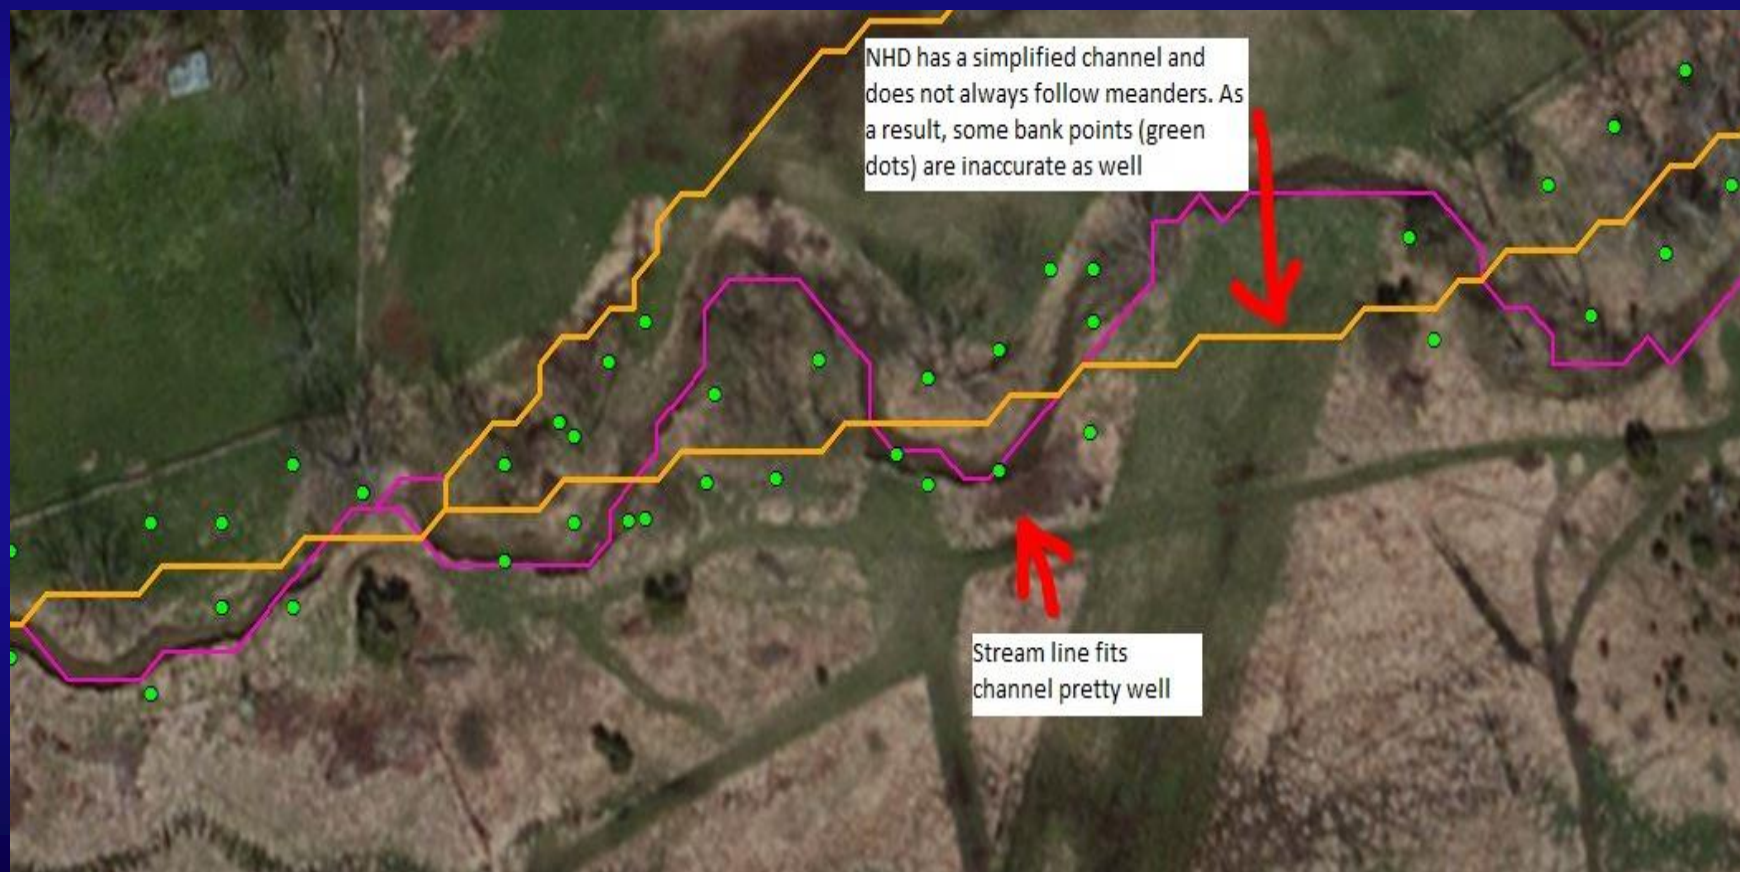 NHD has a simplified channel and
does not always follow meanders. As
a result, some bank points (green
dots) are inaccurate as well
Stream line fits
channel pretty well